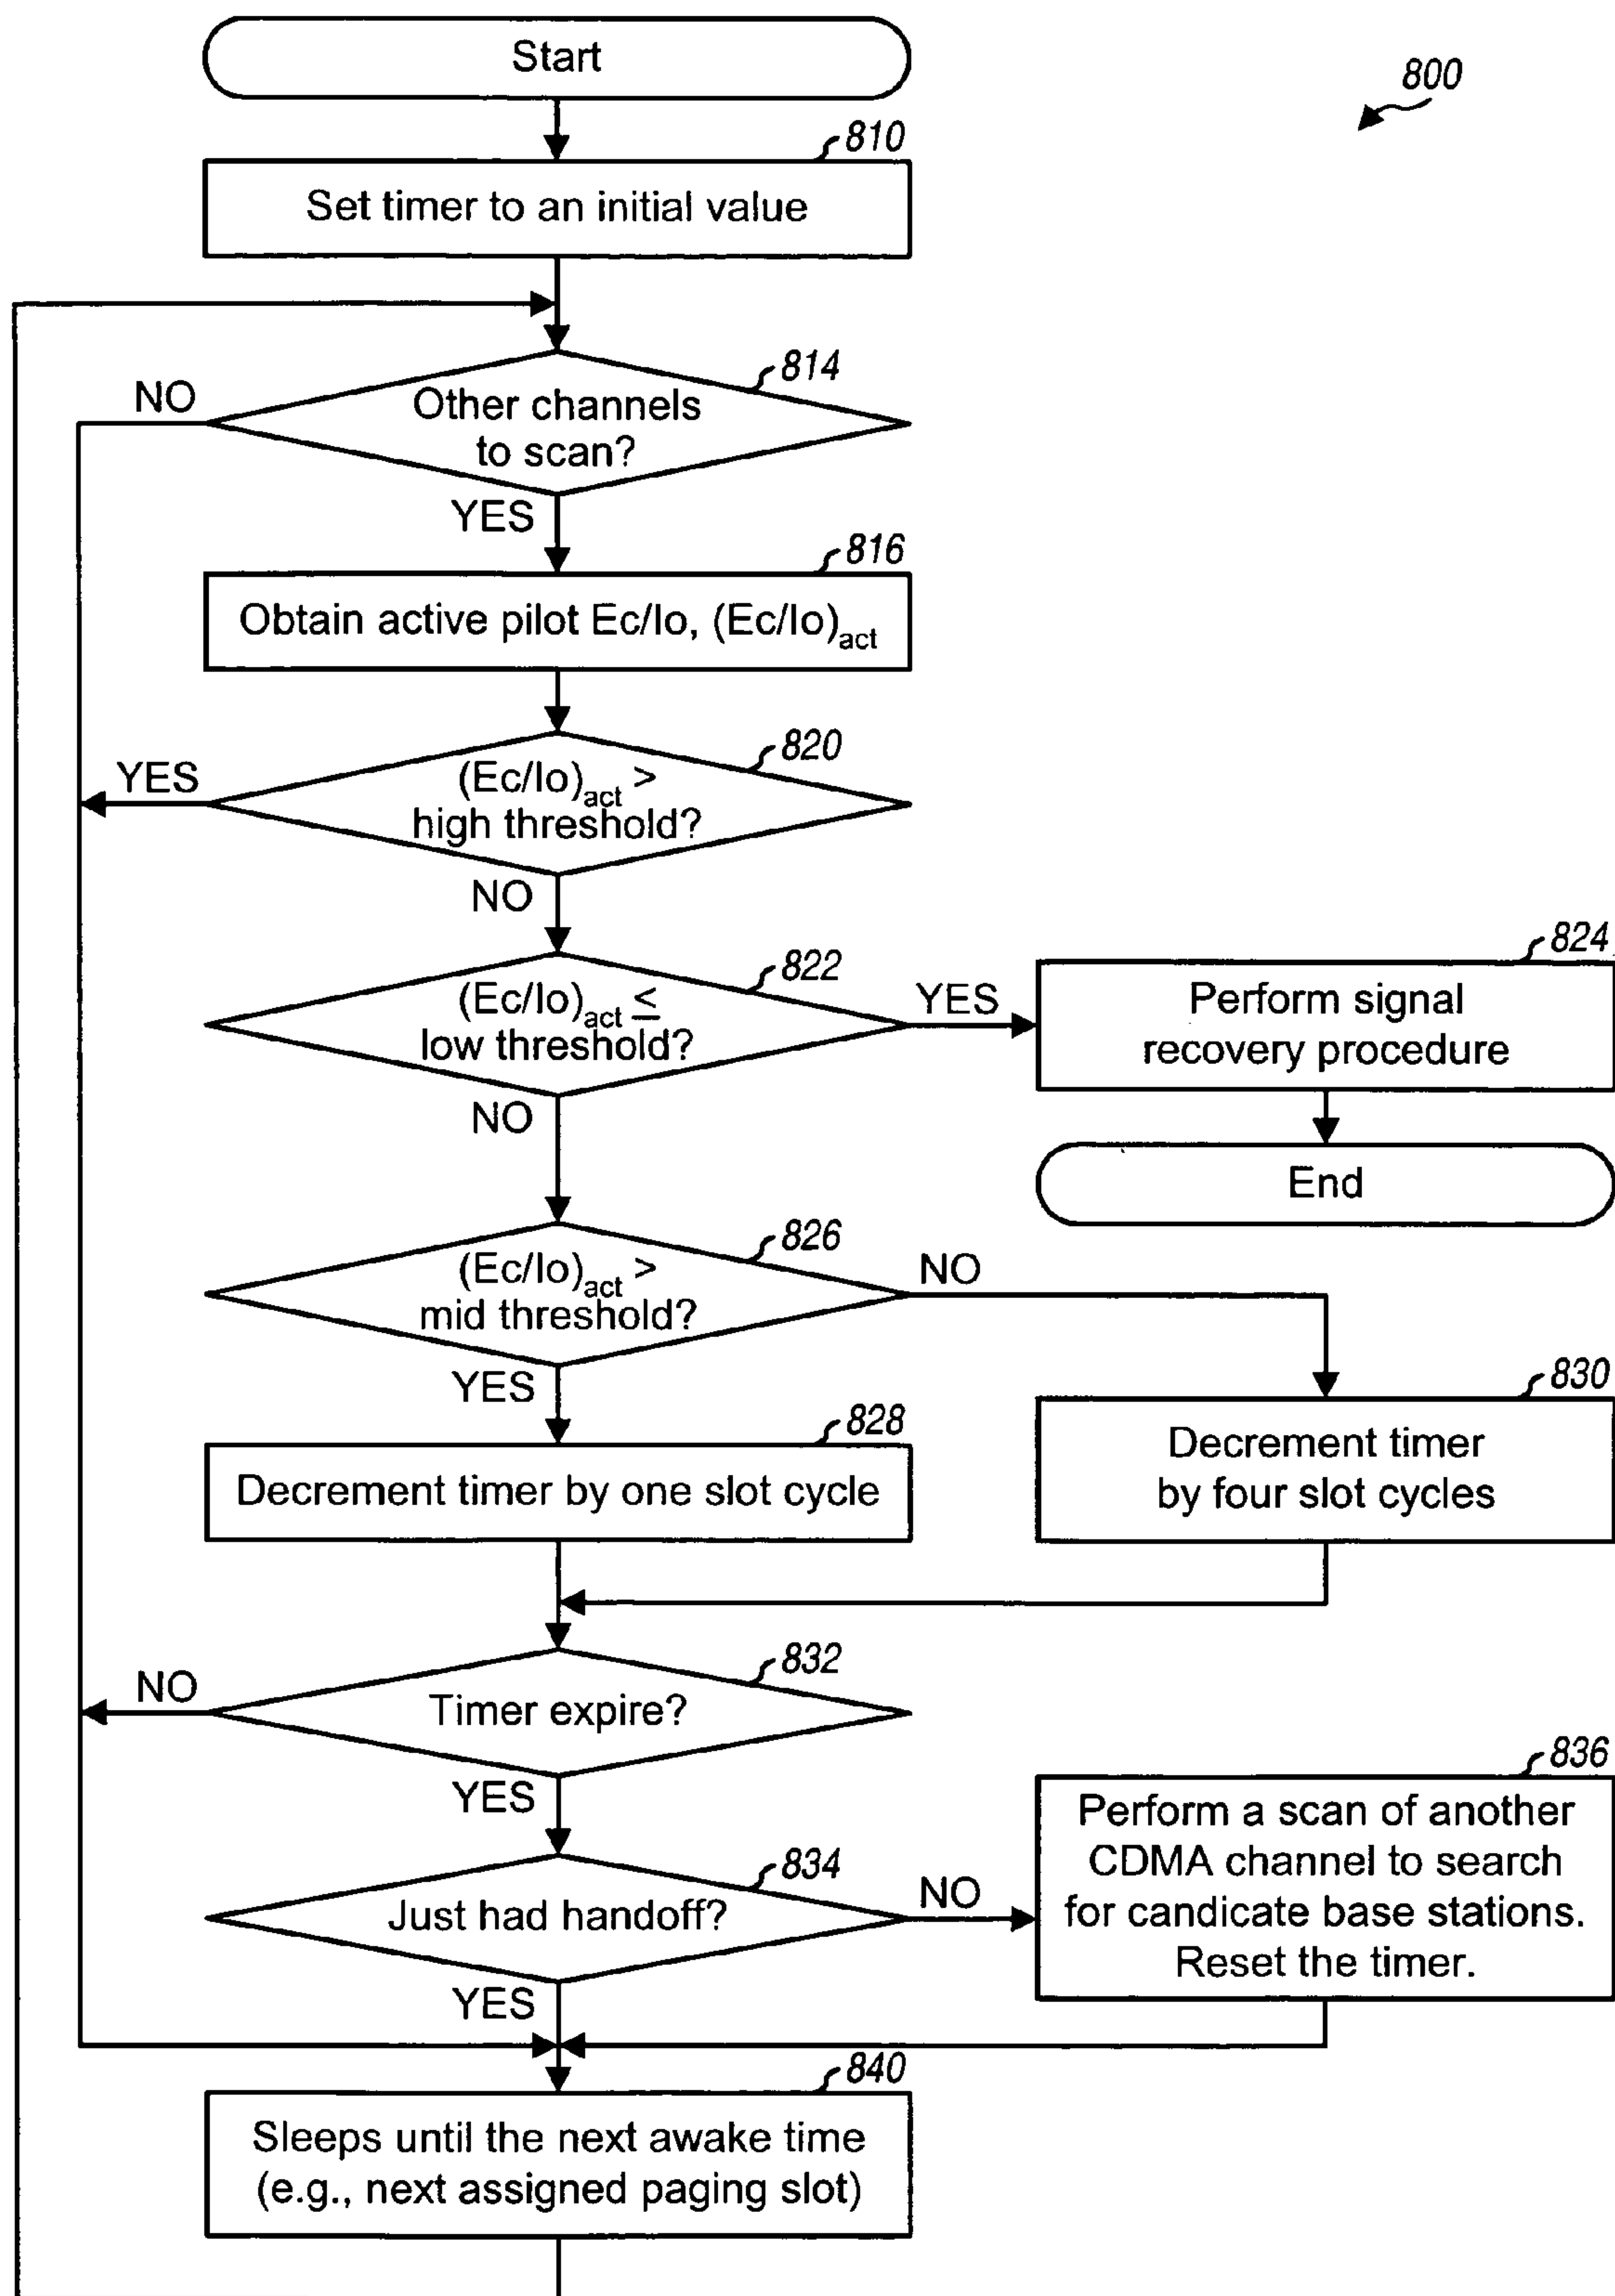 Start
800
810
Set timer to an initial value
814
NO
Other channels
to scan?
YES
816
Obtain active pilot Ec/Io, (Ec/Io)act
820
YES
(Ec/Io)act >
high threshold?
NO
822
(Ec/Io)act ≤
low threshold?
YES
824
Perform signal
recovery procedure
NO
End
826
(Ec/Io)act >
mid threshold?
NO
YES
828
Decrement timer by one slot cycle
830
Decrement timer
by four slot cycles
832
NO
Timer expire?
YES
834
Just had handoff?
NO
836
Perform a scan of another
CDMA channel to search
for candicate base stations.
Reset the timer.
YES
840
Sleeps until the next awake time
(e.g., next assigned paging slot)